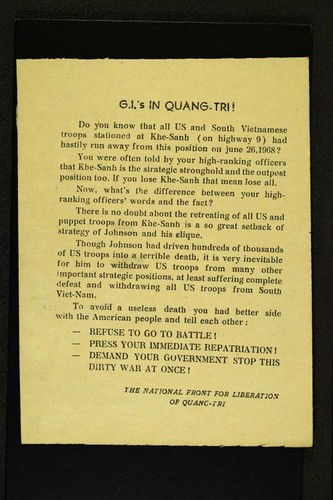 G.I.'s IN QUANG-TRI!
Do you know that all US and South Vietnamese
troops stationed at Khe-Sanh (on highway 9) had
hastily run away from this position on june 26,1968?
You were often told by your high-ranking officers
that Khe-Sanh is the strategic stronghold and the outpost
position too. If you lose Khe-Sanh that mean lose all.
Now, what's the difference between your high-
ranking officers' words and the fact?
There is no doubt about the retreating of all US and
puppet troops from Khe-Sanh is a so great setback of
strategy of Johnson and his clique.
Though Johnson had driven hundreds of thousands
of US troops into a terrible death, it is very inevitable
for him to withdraw US troops from many other
important strategic positions, at least suffering complete
defeat and withdrawing all US troops from South
Viet-Nam.
To avoid a useless death you had better side
with the American people and tell each other :
— REFUSE TO GO TO BATTLE !
— PRESS YOUR IMMEDIATE REPATRIATION !
— DEMAND YOUR GOVERNMENT STOP THIS
DIRTY WAR AT ONCE !
THE NATIONAL FRONT FOR LIBERATION
OF QUANG-TRI